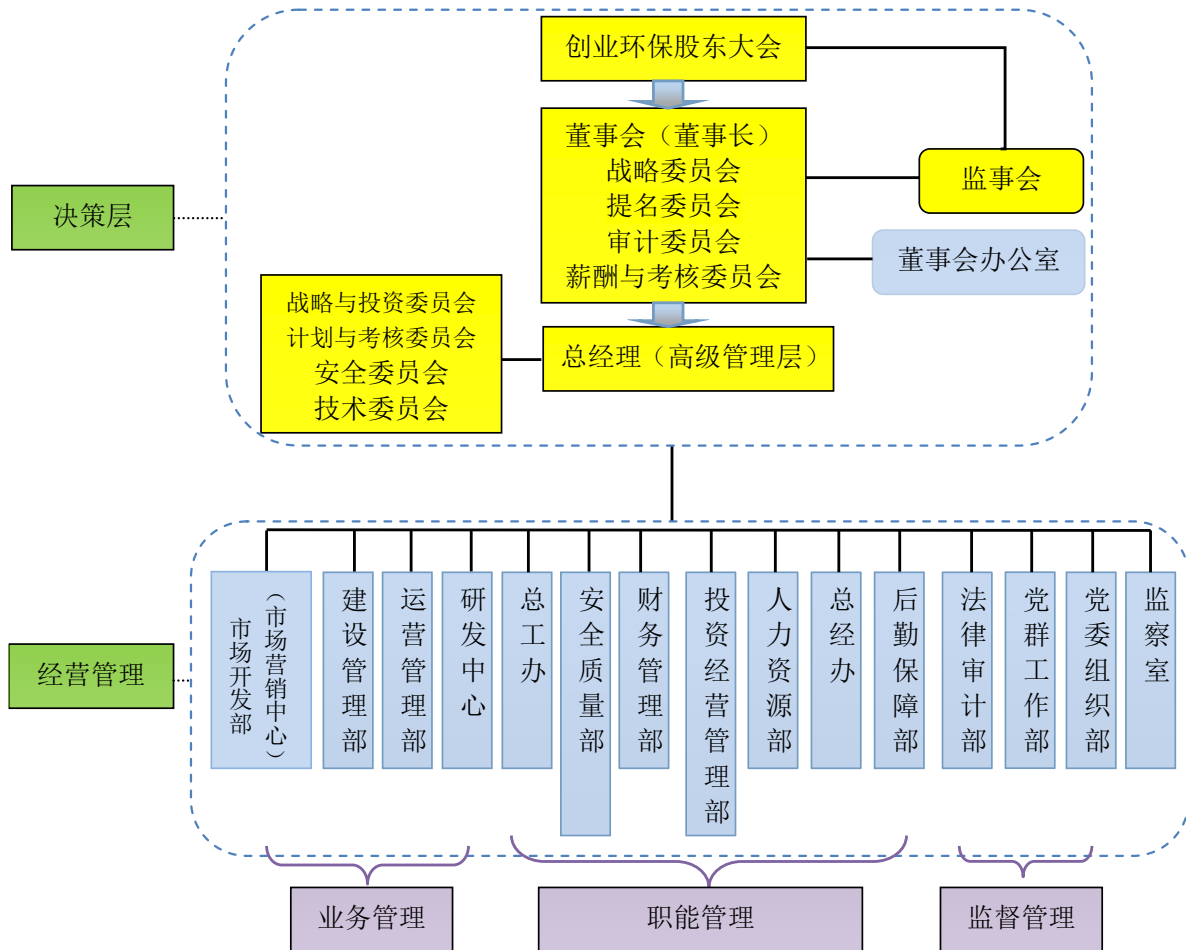 创业环保股东大会
董事会（董事长）
战略委员会
提名委员会
审计委员会
薪酬与考核委员会
监事会
董事会办公室
决策层
战略与投资委员会
计划与考核委员会
安全委员会
技术委员会
总经理（高级管理层）
经营管理
市场开发部
（市场营销中心）
建设管理部
运营管理部
研发中心
总工办
安全质量部
财务管理部
投资经营管理部
人力资源部
总经办
后勤保障部
法律审计部
党群工作部
党委组织部
监察室
业务管理
职能管理
监督管理